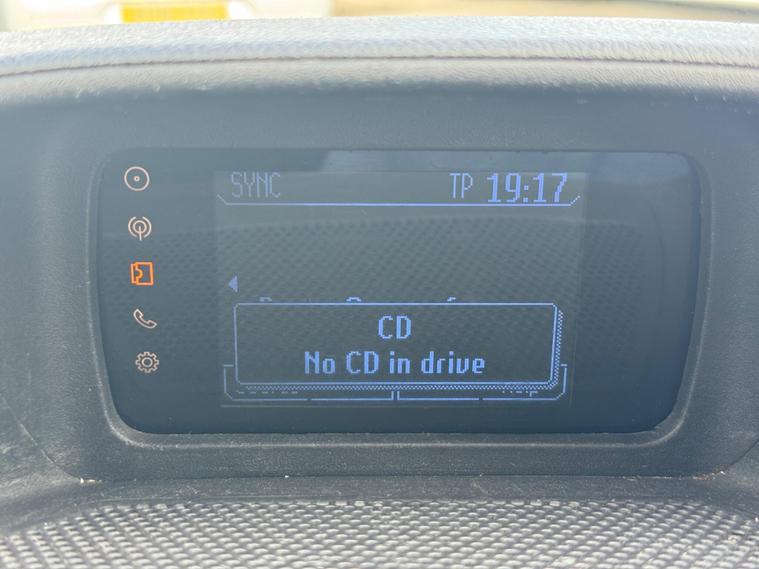 SYNC TP 19:17
CD
No CD in drive